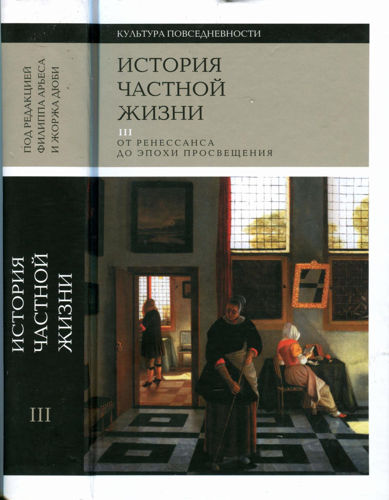 КУЛЬТУРА ПОВСЕДНЕВНОСТИ
ИСТОРИЯ
ЧАСТНОЙ
ЖИЗНИ
III
ОТ РЕНЕССАНСА
ДО ЭПОХИ ПРОСВЕЩЕНИЯ
ПОД РЕДАКЦИЕЙ
ФИЛИППА АРЬЕСА
И ЖОРЖА ДЮБИ
ИСТОРИЯ
ЧАСТНОЙ
ЖИЗНИ
III